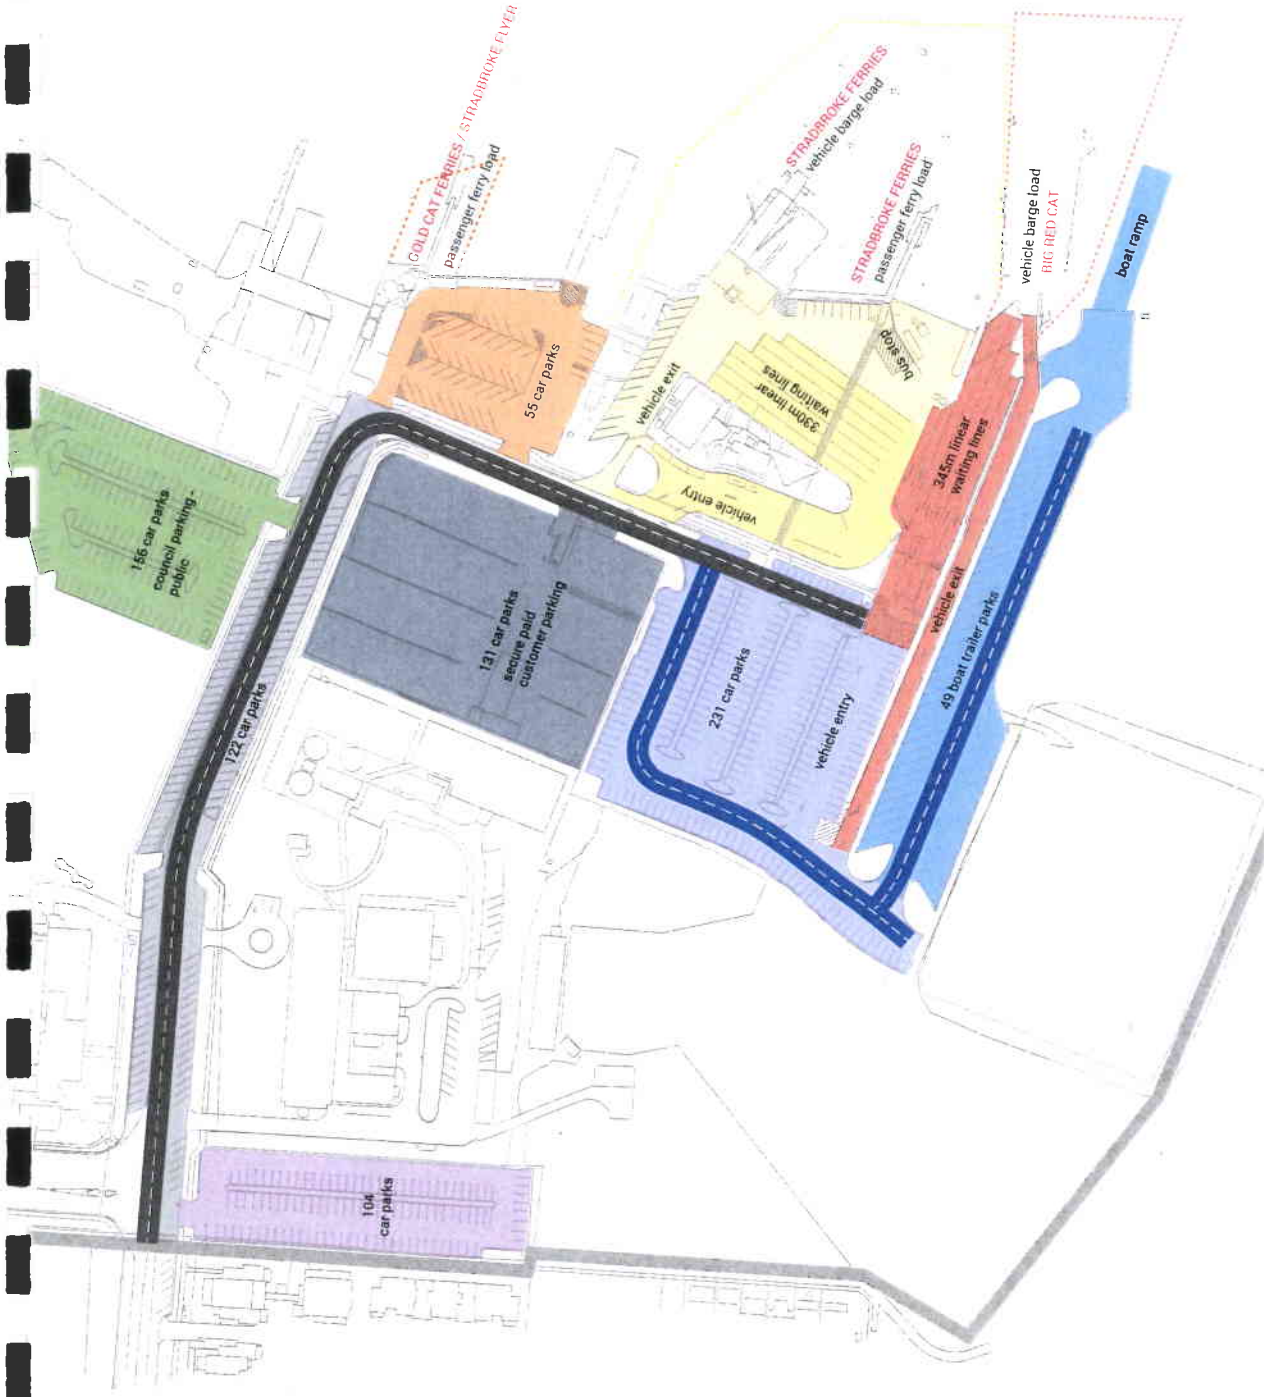 GOLD CAT FERRIES / STRADBROKE FLYER
passenger ferry load
STRADBROKE FERRIES
vehicle barge load
STRADBROKE FERRIES
passenger ferry load
vehicle barge load
BIG RED CAT
boat ramp
55 car parks
vehicle exit
330m linear
waiting lines
bus stop
vehicle entry
345m linear
waiting lines
156 car parks
council parking -
public
131 car parks
secure paid
customer parking
122 car parks
231 car parks
vehicle entry
vehicle exit
49 boat trailer parks
104
car parks